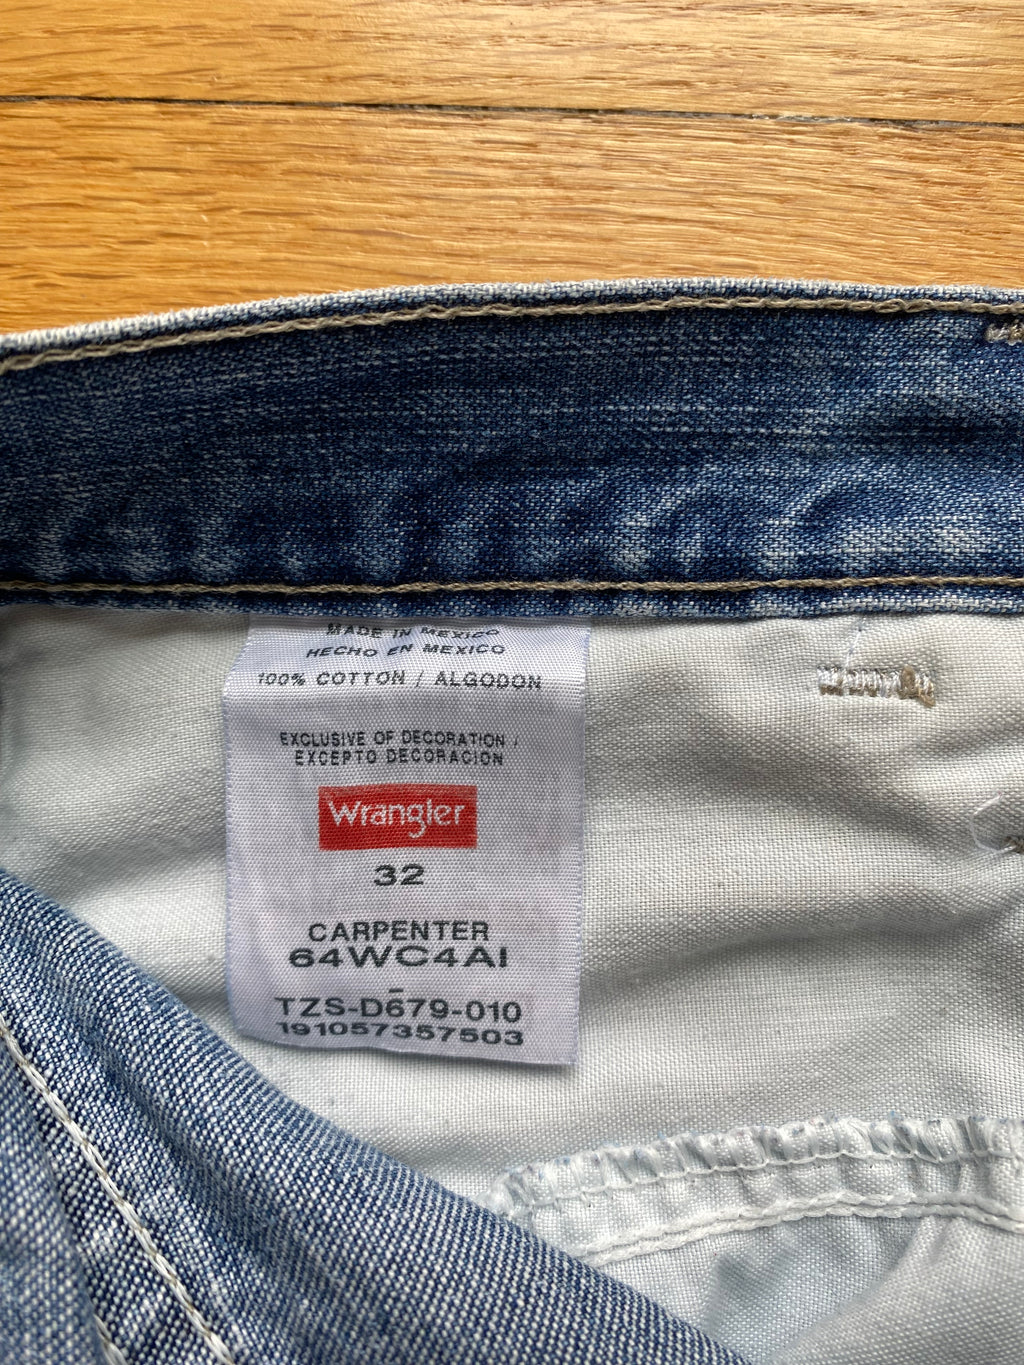 MADE IN MEXICO
HECHO EN MEXICO
100% COTTON / ALGODON
EXCLUSIVE OF DECORATION /
EXCEPTO DECORACION
Wrangler
32
CARPENTER
64WC4AI
-
TZS-D679-010
191057357503